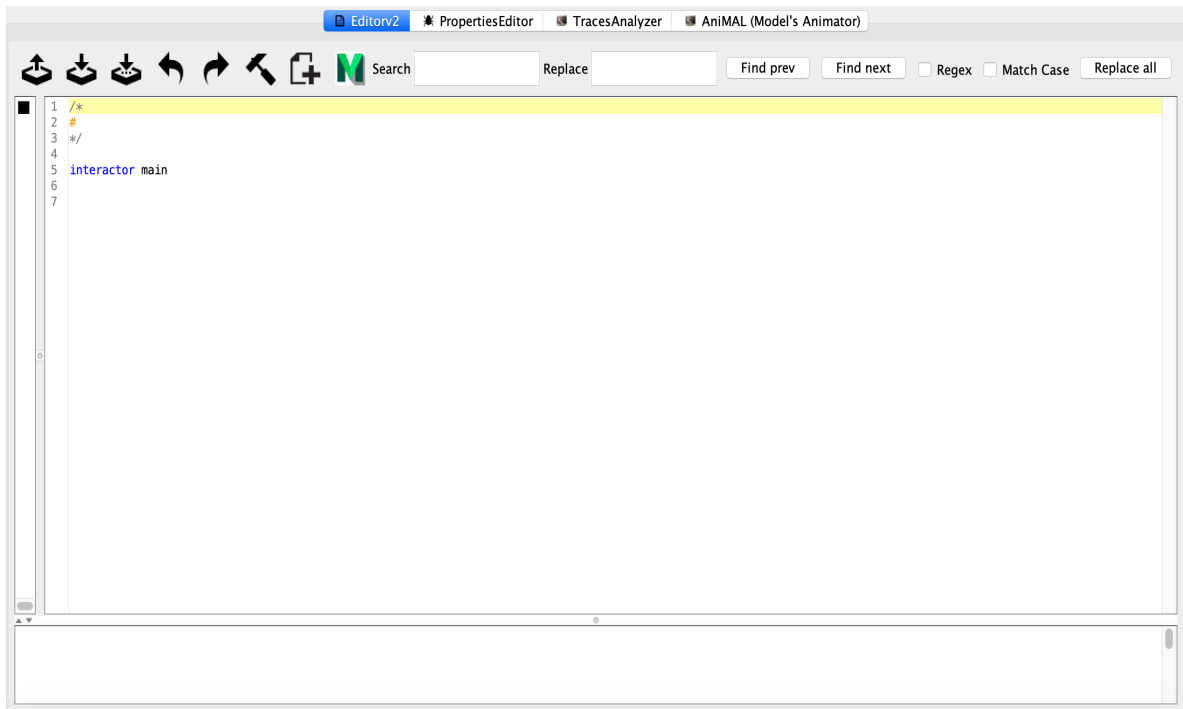 Editorv2 PropertiesEditor TracesAnalyzer AniMAL (Model's Animator)
Search Replace Find prev Find next Regex Match Case Replace all
1 /*
2 #
3 */
4
5 interactor main
6
7